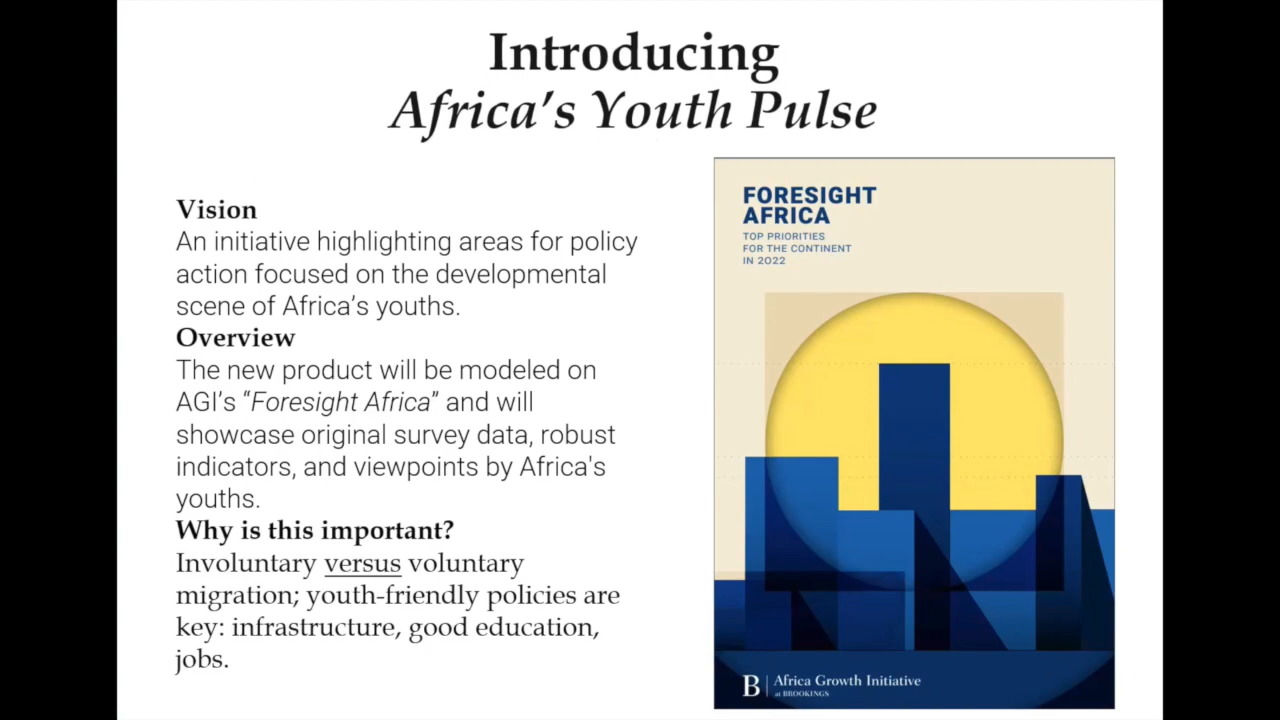 Introducing
Africa’s Youth Pulse
Vision
An initiative highlighting areas for policy
action focused on the developmental
scene of Africa’s youths.
Overview
The new product will be modeled on
AGI’s “Foresight Africa” and will
showcase original survey data, robust
indicators, and viewpoints by Africa's
youths.
Why is this important?
Involuntary versus voluntary
migration; youth-friendly policies are
key: infrastructure, good education,
jobs.
FORESIGHT
AFRICA
TOP PRIORITIES
FOR THE CONTINENT
IN 2022
B | Africa Growth Initiative
at BROOKINGS